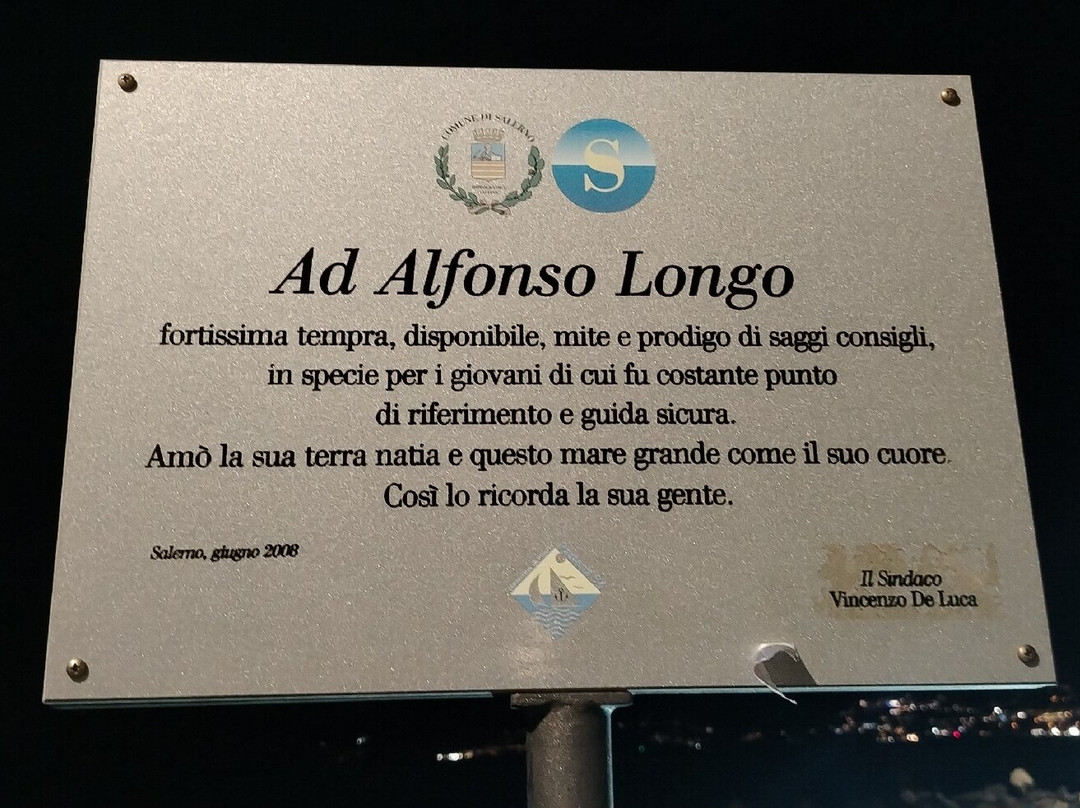 COMUNE DI SALERNO
S
Ad Alfonso Longo
fortissima tempra, disponibile, mite e prodigo di saggi consigli,
in specie per i giovani di cui fu costante punto
di riferimento e guida sicura.
Amò la sua terra natia e questo mare grande come il suo cuore.
Così lo ricorda la sua gente.
Salerno, giugno 2008
Il Sindaco
Vincenzo De Luca